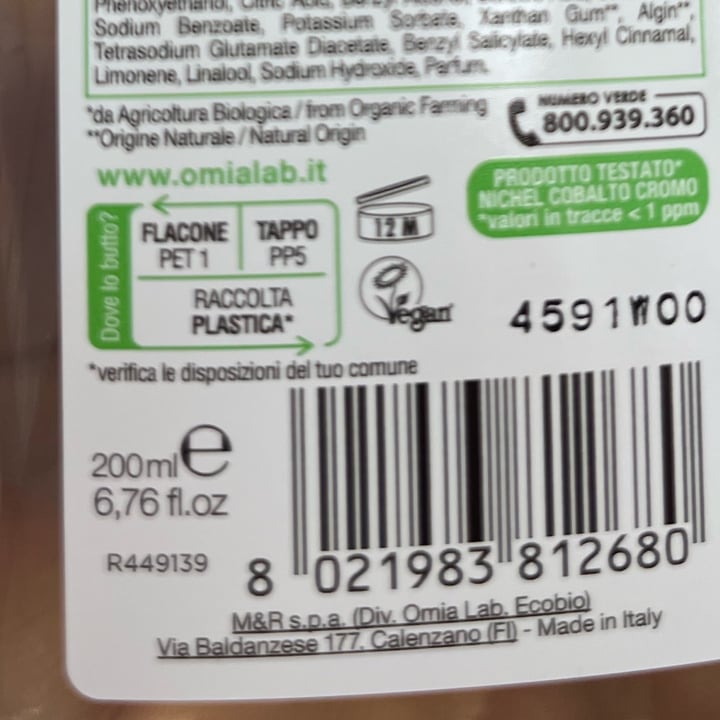 Phenoxyethanol, Citric Acid,
Sodium Benzoate, Potassium Sorbate, Xanthan Gum**, Algin**,
Tetrasodium Glutamate Diacetate, Benzyl Salicylate, Hexyl Cinnamal,
Limonene, Linalool, Sodium Hydroxide, Parfum.
*da Agricoltura Biologica / from Organic Farming
**Origine Naturale / Natural Origin
NUMERO VERDE
800.939.360
www.omialab.it
PRODOTTO TESTATO*
NICHEL COBALTO CROMO
*valori in tracce < 1 ppm
Dove lo butto?
FLACONE
PET 1
TAPPO
PP5
RACCOLTA
PLASTICA*
12 M
Vegan
4591W00
*verifica le disposizioni del tuo comune
200ml e
6,76 fl.oz
R449139
8 021983 812680
M&R s.p.a. (Div. Omia Lab. Ecobio)
Via Baldanzese 177. Calenzano (FI) - Made in Italy